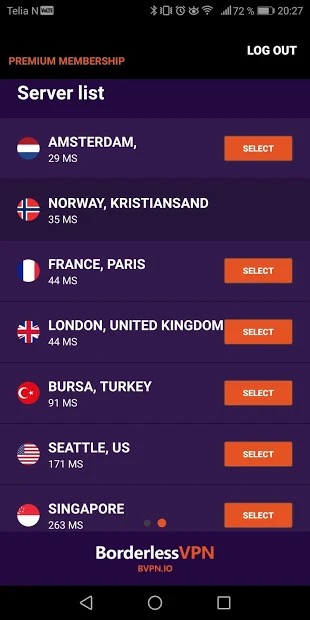 Telia N VoLTE 72 % 20:27
LOG OUT
PREMIUM MEMBERSHIP
Server list
AMSTERDAM,
29 MS
SELECT
NORWAY, KRISTIANSAND
35 MS
FRANCE, PARIS
44 MS
SELECT
LONDON, UNITED KINGDOM
44 MS
SELECT
BURSA, TURKEY
91 MS
SELECT
SEATTLE, US
171 MS
SELECT
SINGAPORE
263 MS
SELECT
BorderlessVPN
BVPN.IO